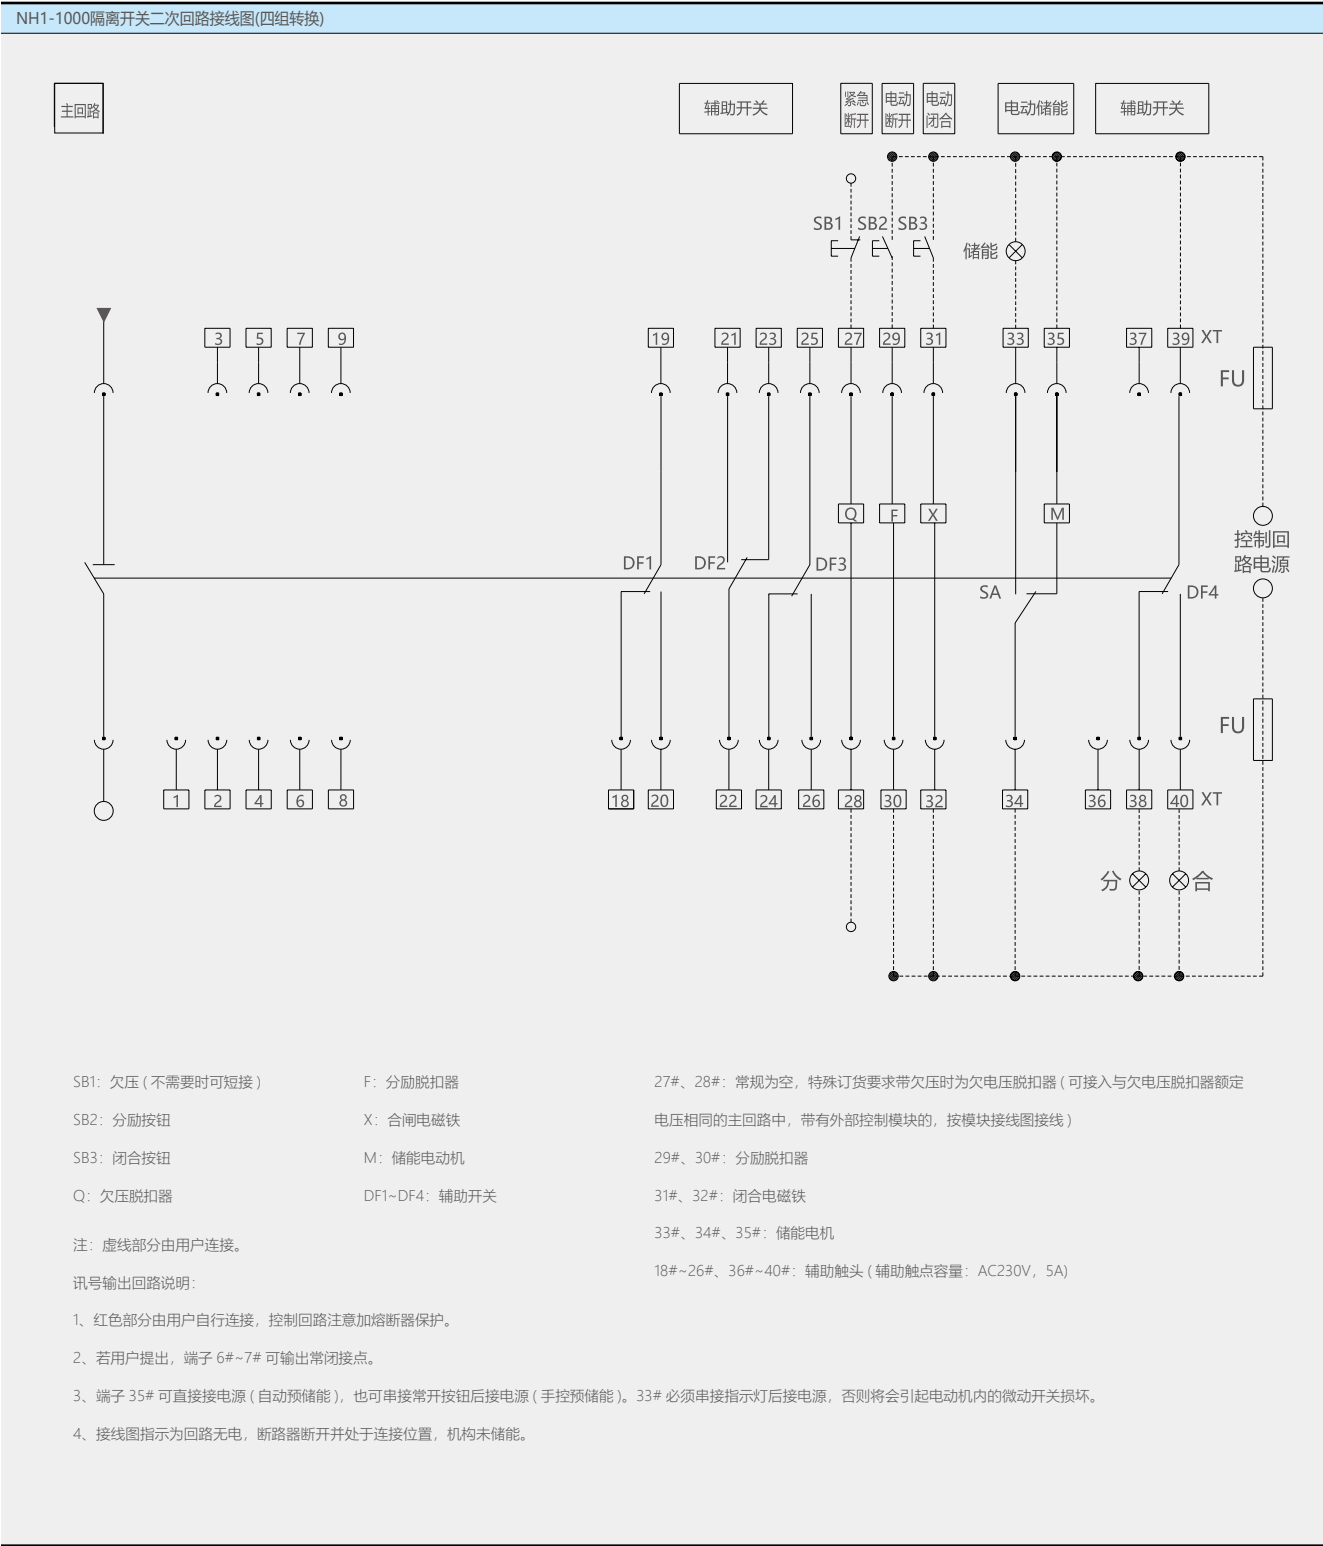 NH1-1000隔离开关二次回路接线图(四组转换)
主回路
辅助开关
紧急
断开
电动
断开
电动
闭合
电动储能
辅助开关
SB1
SB2
SB3
储能
3
5
7
9
19
21
23
25
27
29
31
33
35
37
39
XT
FU
Q
F
X
M
控制回
路电源
DF1
DF2
DF3
SA
DF4
FU
1
2
4
6
8
18
20
22
24
26
28
30
32
34
36
38
40
XT
分
合
SB1：欠压 ( 不需要时可短接 )
SB2：分励按钮
SB3：闭合按钮
Q：欠压脱扣器
F：分励脱扣器
X：合闸电磁铁
M：储能电动机
DF1~DF4：辅助开关
27#、28#：常规为空，特殊订货要求带欠压时为欠电压脱扣器 ( 可接入与欠电压脱扣器额定
电压相同的主回路中，带有外部控制模块的，按模块接线图接线 )
29#、30#：分励脱扣器
31#、32#：闭合电磁铁
33#、34#、35#：储能电机
18#~26#、36#~40#：辅助触头 ( 辅助触点容量：AC230V，5A)
注：虚线部分由用户连接。
讯号输出回路说明：
1、红色部分由用户自行连接，控制回路注意加熔断器保护。
2、若用户提出，端子 6#~7# 可输出常闭接点。
3、端子 35# 可直接接电源 ( 自动预储能 )，也可串接常开按钮后接电源 ( 手控预储能 )。33# 必须串接指示灯后接电源，否则将会引起电动机内的微动开关损坏。
4、接线图指示为回路无电，断路器断开并处于连接位置，机构未储能。